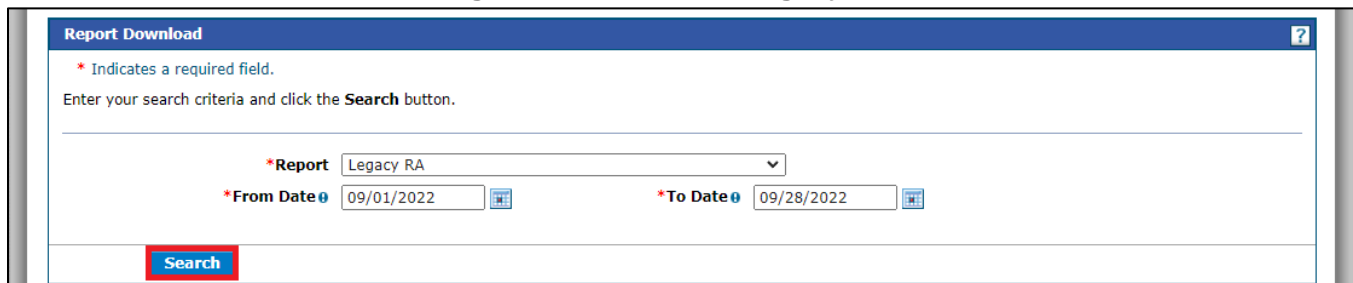 Report Download ?
* Indicates a required field.
Enter your search criteria and click the Search button.
*Report Legacy RA
*From Date 09/01/2022 *To Date 09/28/2022
Search